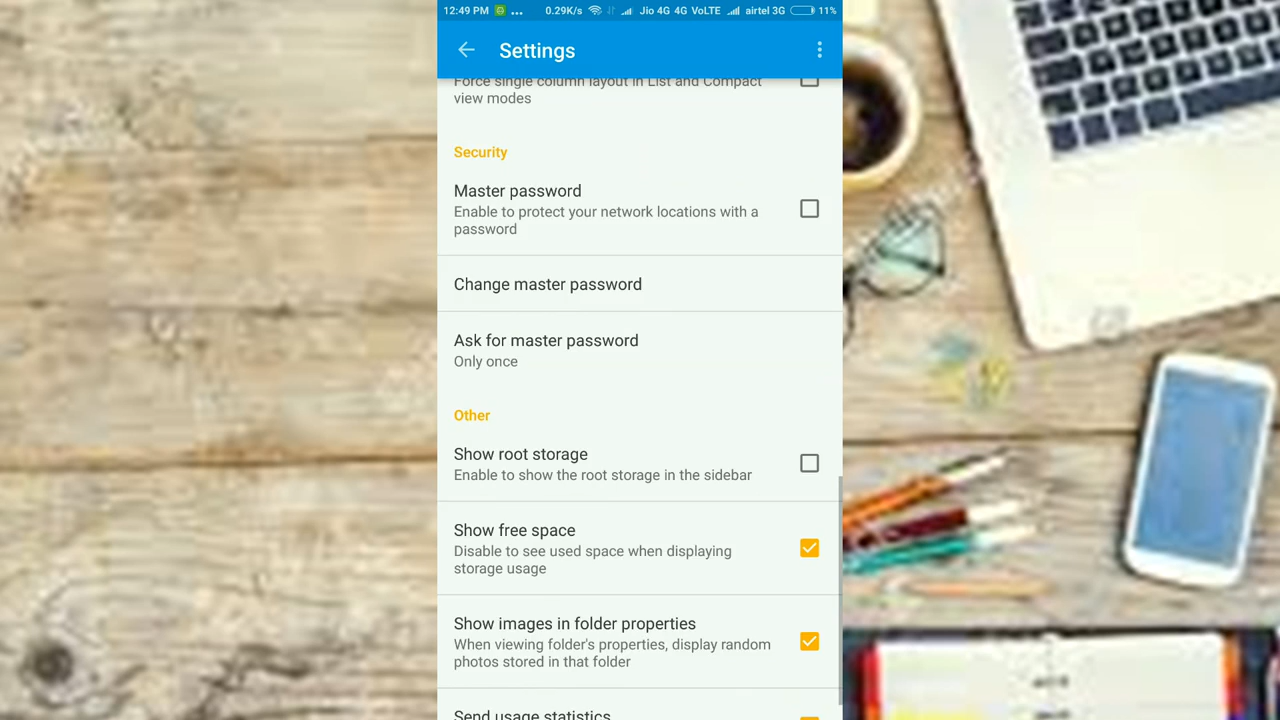 12:49 PM ... 0.29K/s Jio 4G 4G VoLTE airtel 3G 11%
Settings
Force single column layout in List and Compact
view modes
Security
Master password
Enable to protect your network locations with a
password
Change master password
Ask for master password
Only once
Other
Show root storage
Enable to show the root storage in the sidebar
Show free space
Disable to see used space when displaying
storage usage
Show images in folder properties
When viewing folder's properties, display random
photos stored in that folder
Send usage statistics